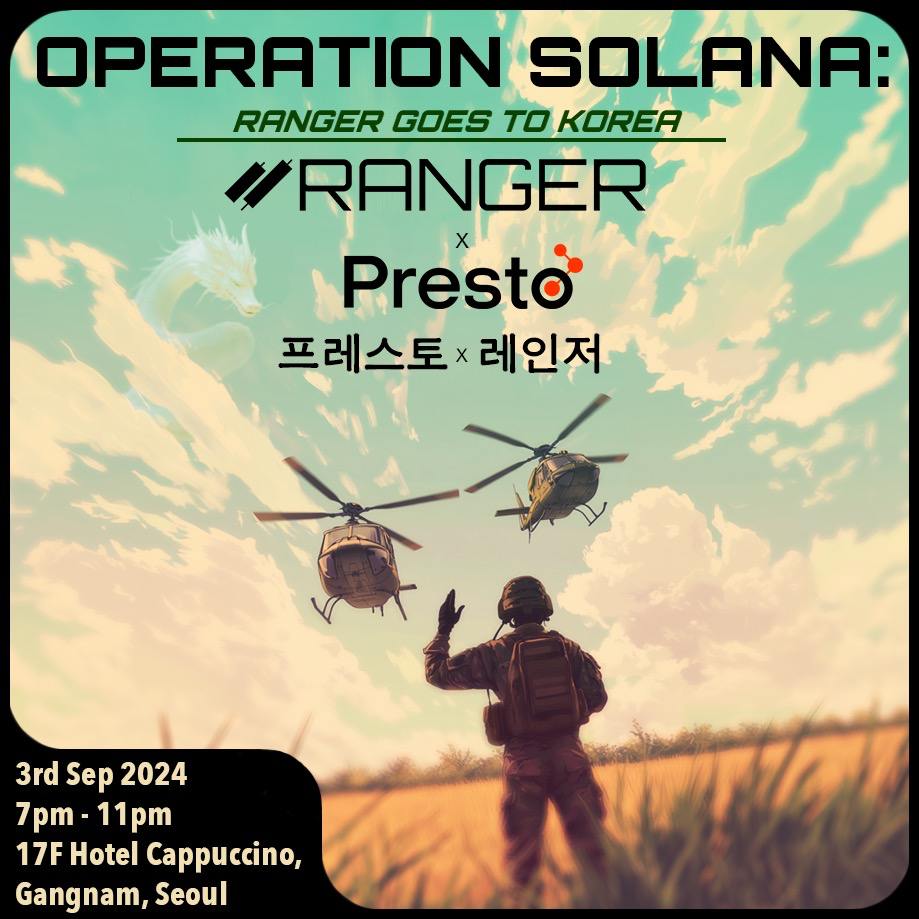 OPERATION SOLANA:
RANGER GOES TO KOREA
RANGER
x
Presto
프레스토 x 레인저
3rd Sep 2024
7pm - 11pm
17F Hotel Cappuccino,
Gangnam, Seoul